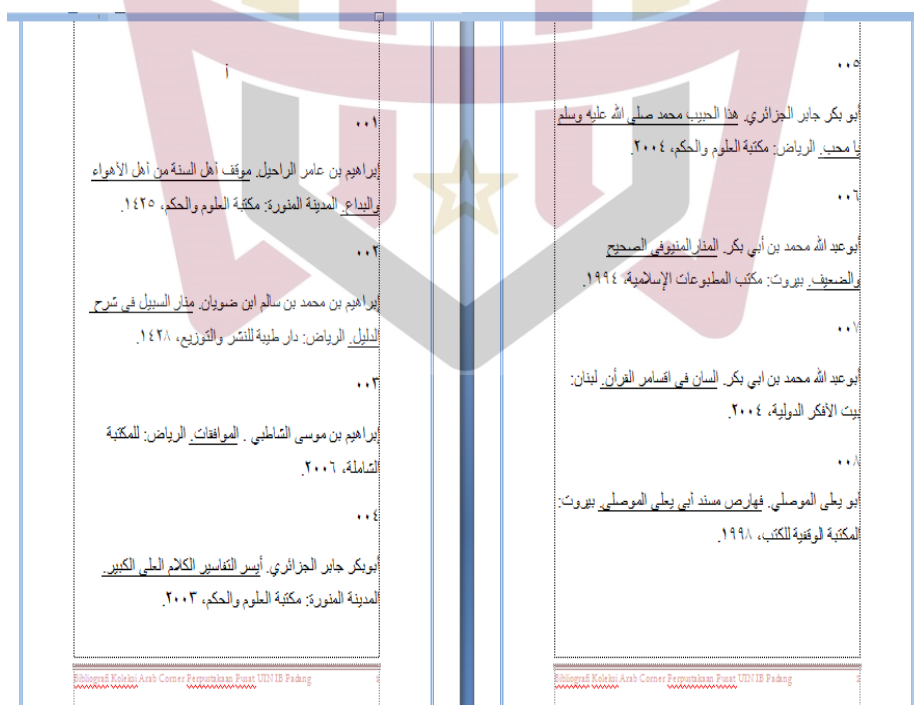 أ
٠٠١
إبراهيم بن عامر الراحيل. موقف أهل السنة من أهل الأهواء
والبداع. المدينة المنورة: مكتبة العلوم والحكم، ١٤٢٥.
٠٠٢
إبراهيم بن محمد بن سالم ابن ضويان. منار السبيل في شرح
الدليل. الرياض: دار طيبة للنشر والتوزيع، ١٤٢٨.
٠٠٣
إبراهيم بن موسى الشاطبي . الموافقات. الرياض: للمكتبة
الشاملة، ٢٠٠٦.
٠٠٤
أبوبكر جابر الجزائري. أيسر التفاسير الكلام العلى الكبير.
المدينة المنورة: مكتبة العلوم والحكم، ٢٠٠٣.
Bibliografi Koleksi Arab Corner Perpustakaan Pusat UIN IB Padang
٠٠٥
أبو بكر جابر الجزائري. هذا الحبيب محمد صلى الله عليه وسلم
يا محب. الرياض: مكتبة العلوم والحكم، ٢٠٠٤.
٠٠٦
أبوعبد الله محمد بن أبي بكر. المنارالمنيوفى الصحيح
والضعيف. بيروت: مكتب المطبوعات الإسلامية، ١٩٩٤.
٠٠٧
أبوعبد الله محمد بن ابي بكر. السان في اقسامر القرأن. لبنان:
بيت الأفكر الدولية، ٢٠٠٤.
٠٠٨
أبو يعلى الموصلي. فهارص مسند أبي يعلى الموصلي. بيروت:
المكتبة الوقفية للكتب، ١٩٩٨.
Bibliografi Koleksi Arab Corner Perpustakaan Pusat UIN IB Padang